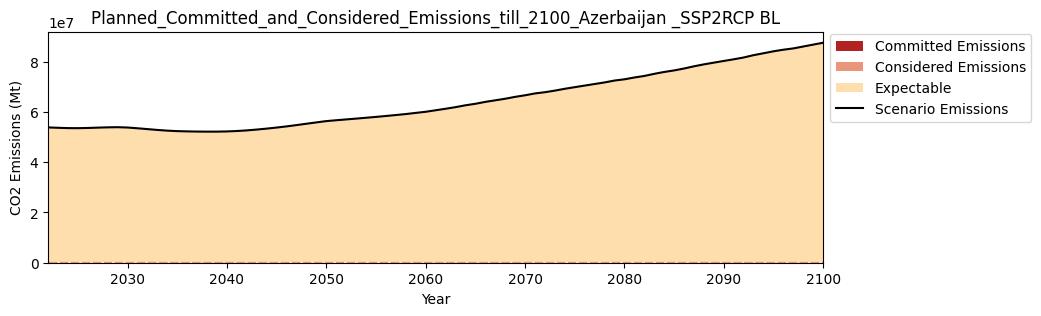 Planned_Committed_and_Considered_Emissions_till_2100_Azerbaijan _SSP2RCP BL
1e7
8
6
4
2
0
CO2 Emissions (Mt)
2030 2040 2050 2060 2070 2080 2090 2100
Year
Committed Emissions
Considered Emissions
Expectable
Scenario Emissions